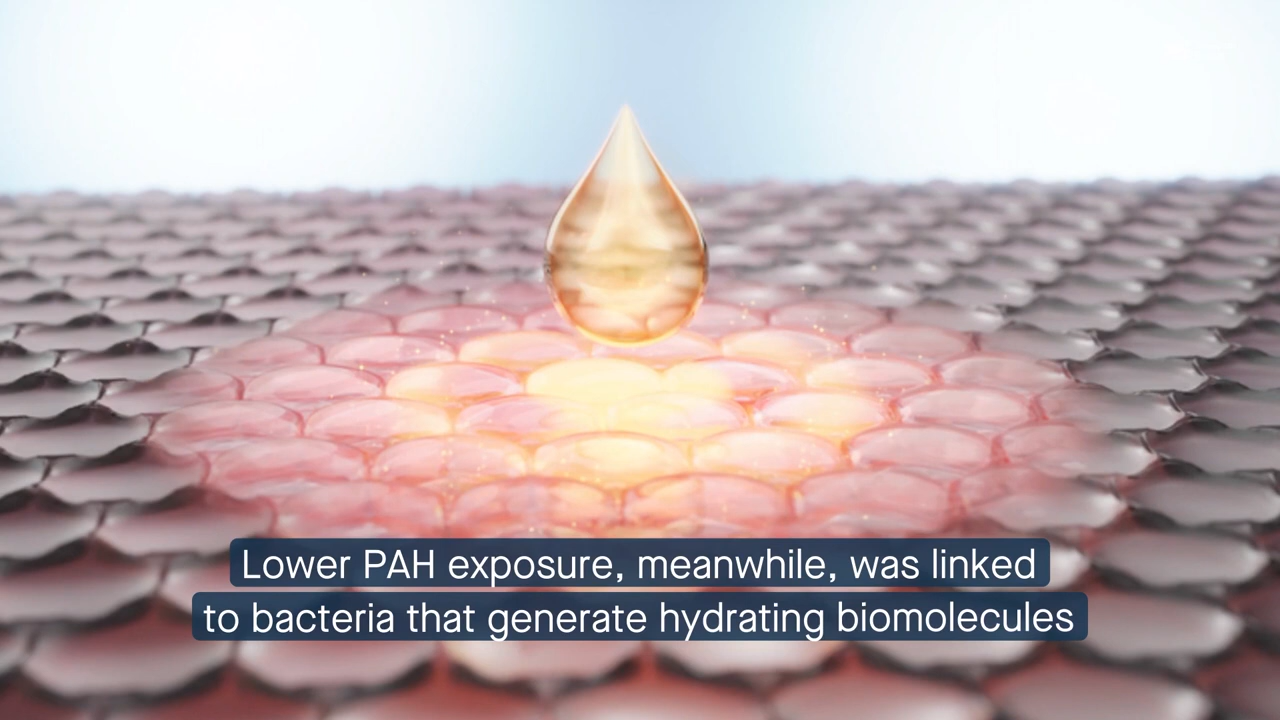 Lower PAH exposure, meanwhile, was linked
to bacteria that generate hydrating biomolecules